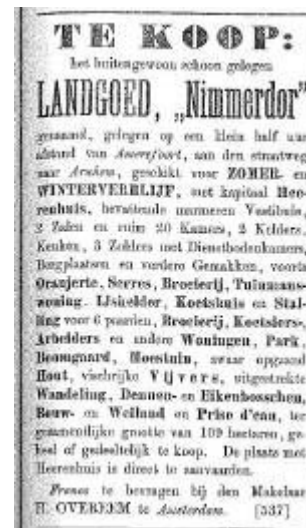 TE KOOP:
het buitengewoon schoon gelegen
LANDGOED, „Nimmerdor"
genaamd, gelegen op een klein half uur
afstand van Amersfoort, aan den straatweg
naar Arnhem, geschikt voor ZOMER- en
WINTERVERBLIJF, met kapitaal Hee-
renhuis, bevattende marmeren Vestibule,
2 Zalen en ruim 20 Kamers, 2 Kelders,
Keuken, 3 Zolders met Dienstbodenkamers,
Bergplaatsen en verdere Gemakken, voorts
Oranjerie, Serres, Broeierij, Tuinmans-
woning, IJskelder, Koetshuis en Stal-
ling voor 6 paarden, Broeierij, Koetsiers-
Arbeiders en andere Woningen, Park,
Boomgaard, Moestuin, zwaar opgaand
Hout, vischrijke Vijvers, uitgestrekte
Wandeling, Dennen- en Eikenbosschen,
Bouw- en Weiland en Prise d'eau, ter
gezamentlijke grootte van 109 hectaren, ge-
heel of gedeeltelijk te koop. De plaats met
Heerenhuis is direct te aanvaarden.
Franco te bevragen bij den Makelaar
H. OVEREEM te Amsterdam. [537]